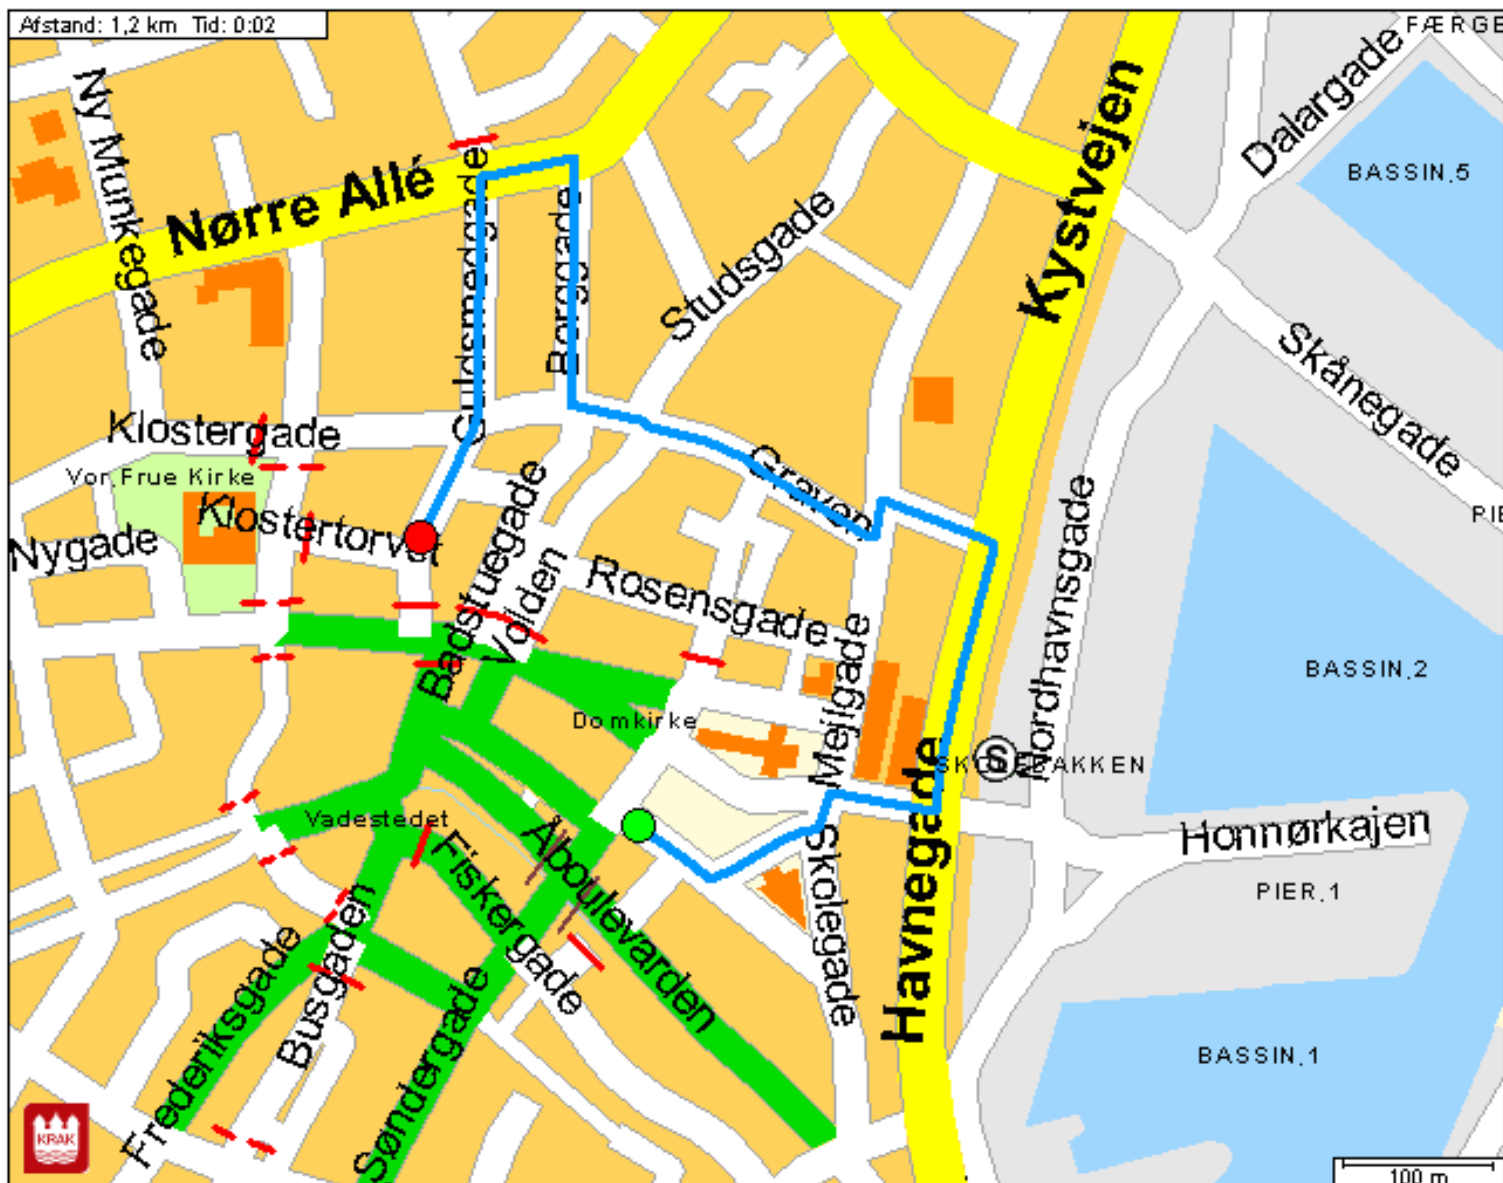 Afstand: 1,2 km Tid: 0:02
FÆRGE
Ny Munkegade
Nørre Allé
Guldsmedgade
Borggade
Studsgade
Kystvejen
Dalargade
BASSIN.5
Skånegade
Klostergade
Vor Frue Kirke
Klostertorvet
Nygade
Graven
PIE
Badstuegade
Volden
Rosensgade
Mejlgade
Nordhavnsgade
BASSIN.2
Domkirke
S
SKOLEBAKKEN
Vadestedet
Havnegade
Honnørkajen
Åboulevarden
Fiskergade
Skolegade
PIER.1
Frederiksgade
Busgaden
Søndergade
BASSIN.1
KRAK
100 m